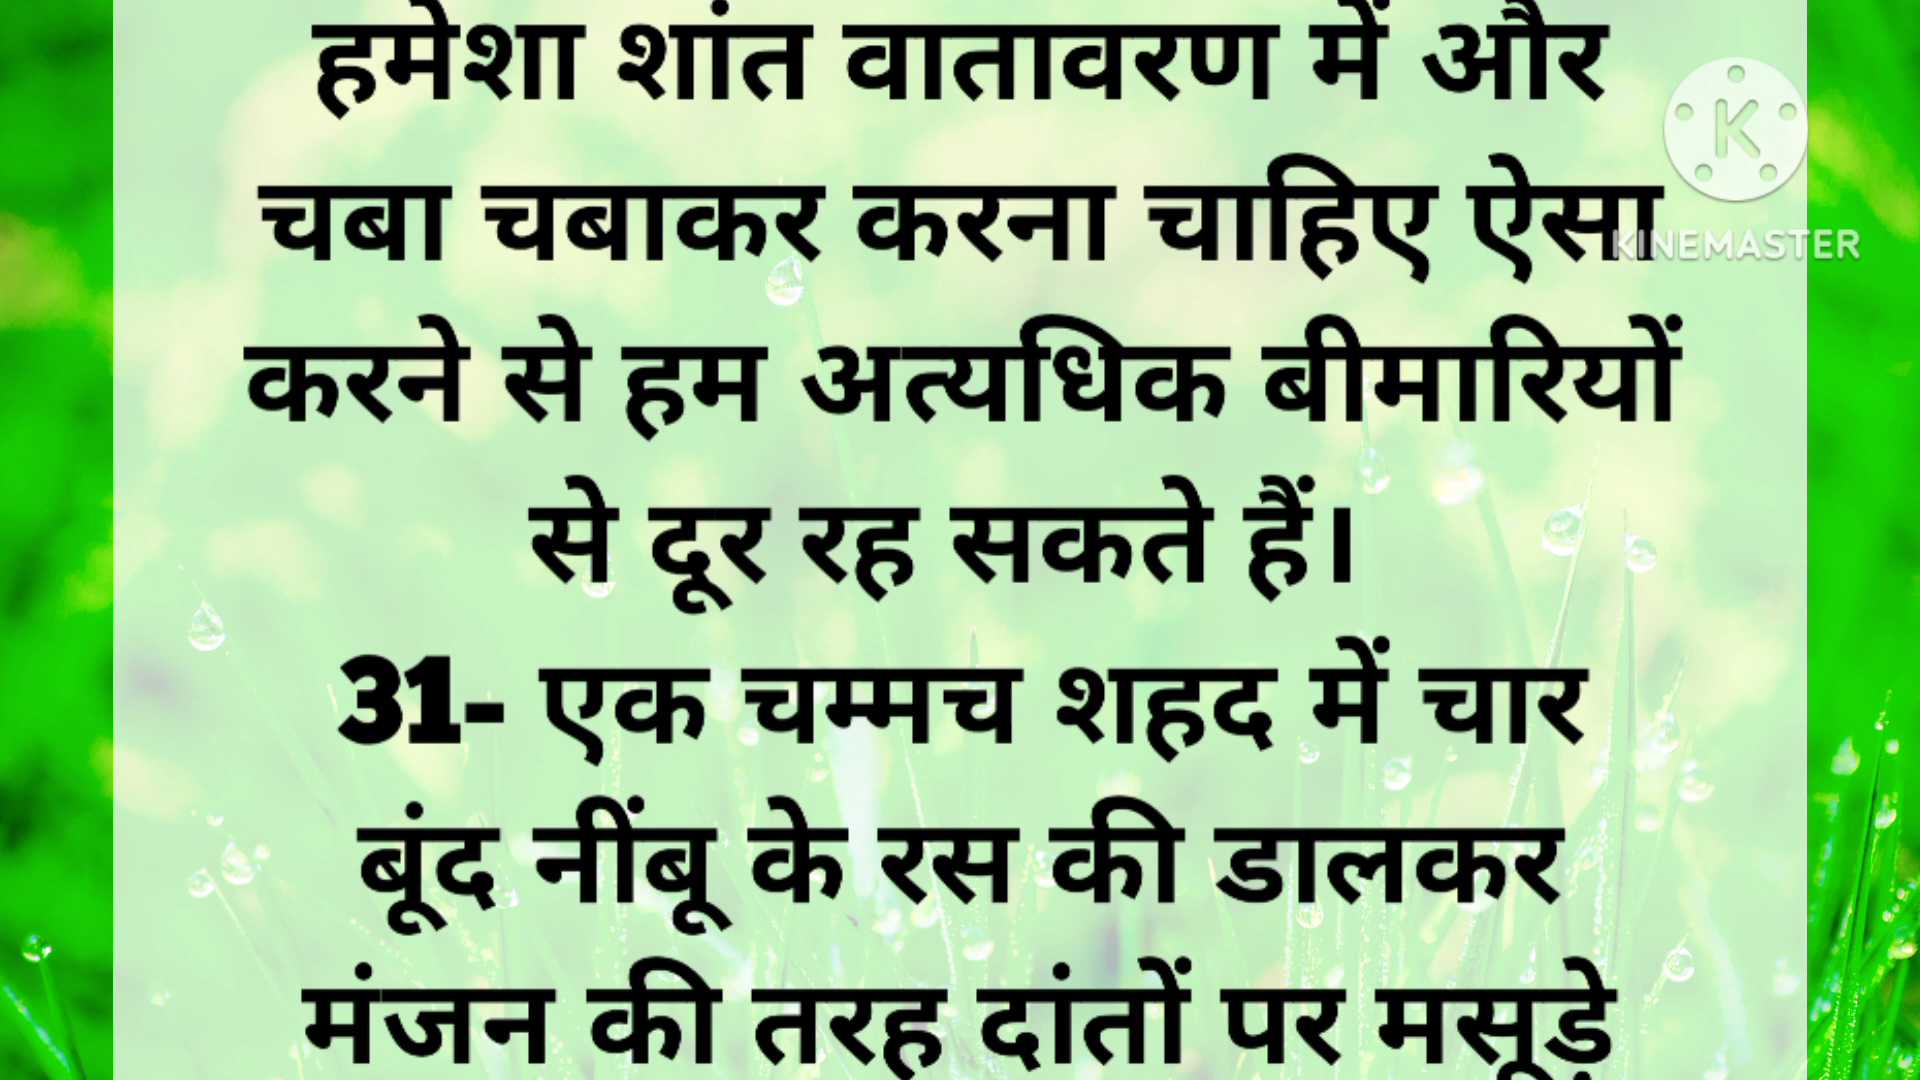 हमेशा शांत वातावरण में और
चबा चबाकर करना चाहिए ऐसा
KINEMASTER
करने से हम अत्यधिक बीमारियों
से दूर रह सकते हैं।
31- एक चम्मच शहद में चार
बूंद नींबू के रस की डालकर
मंजन की तरह दांतों पर मसूड़े